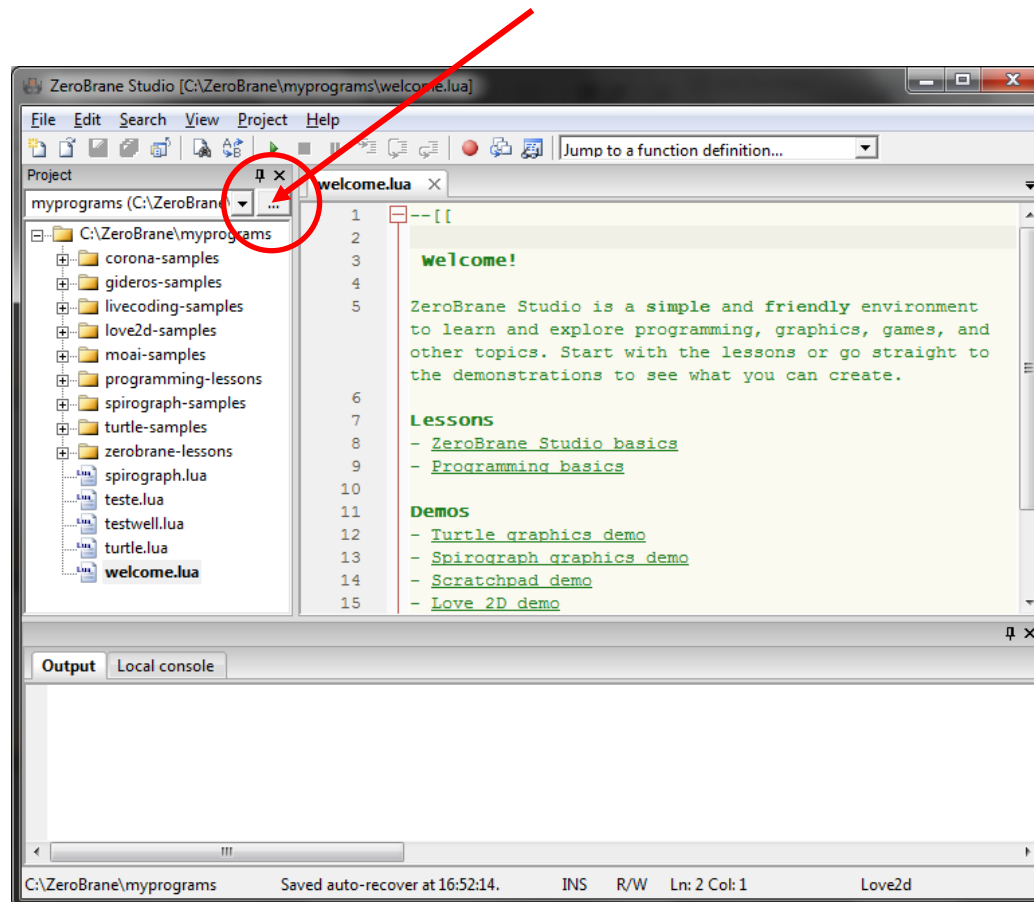 ZeroBrane Studio [C:\ZeroBrane\myprograms\welcome.lua]
File Edit Search View Project Help
Jump to a function definition...
Project
myprograms (C:\ZeroBrane\ ...
C:\ZeroBrane\myprograms
corona-samples
gideros-samples
livecoding-samples
love2d-samples
moai-samples
programming-lessons
spirograph-samples
turtle-samples
zerobrane-lessons
spirograph.lua
teste.lua
testwell.lua
turtle.lua
welcome.lua
welcome.lua
1 --[[
2
3 Welcome!
4
5 ZeroBrane Studio is a simple and friendly environment
to learn and explore programming, graphics, games, and
other topics. Start with the lessons or go straight to
the demonstrations to see what you can create.
6
7 Lessons
8 - ZeroBrane Studio basics
9 - Programming basics
10
11 Demos
12 - Turtle graphics demo
13 - Spirograph graphics demo
14 - Scratchpad demo
15 - Love 2D demo
Output Local console
C:\ZeroBrane\myprograms Saved auto-recover at 16:52:14. INS R/W Ln: 2 Col: 1 Love2d